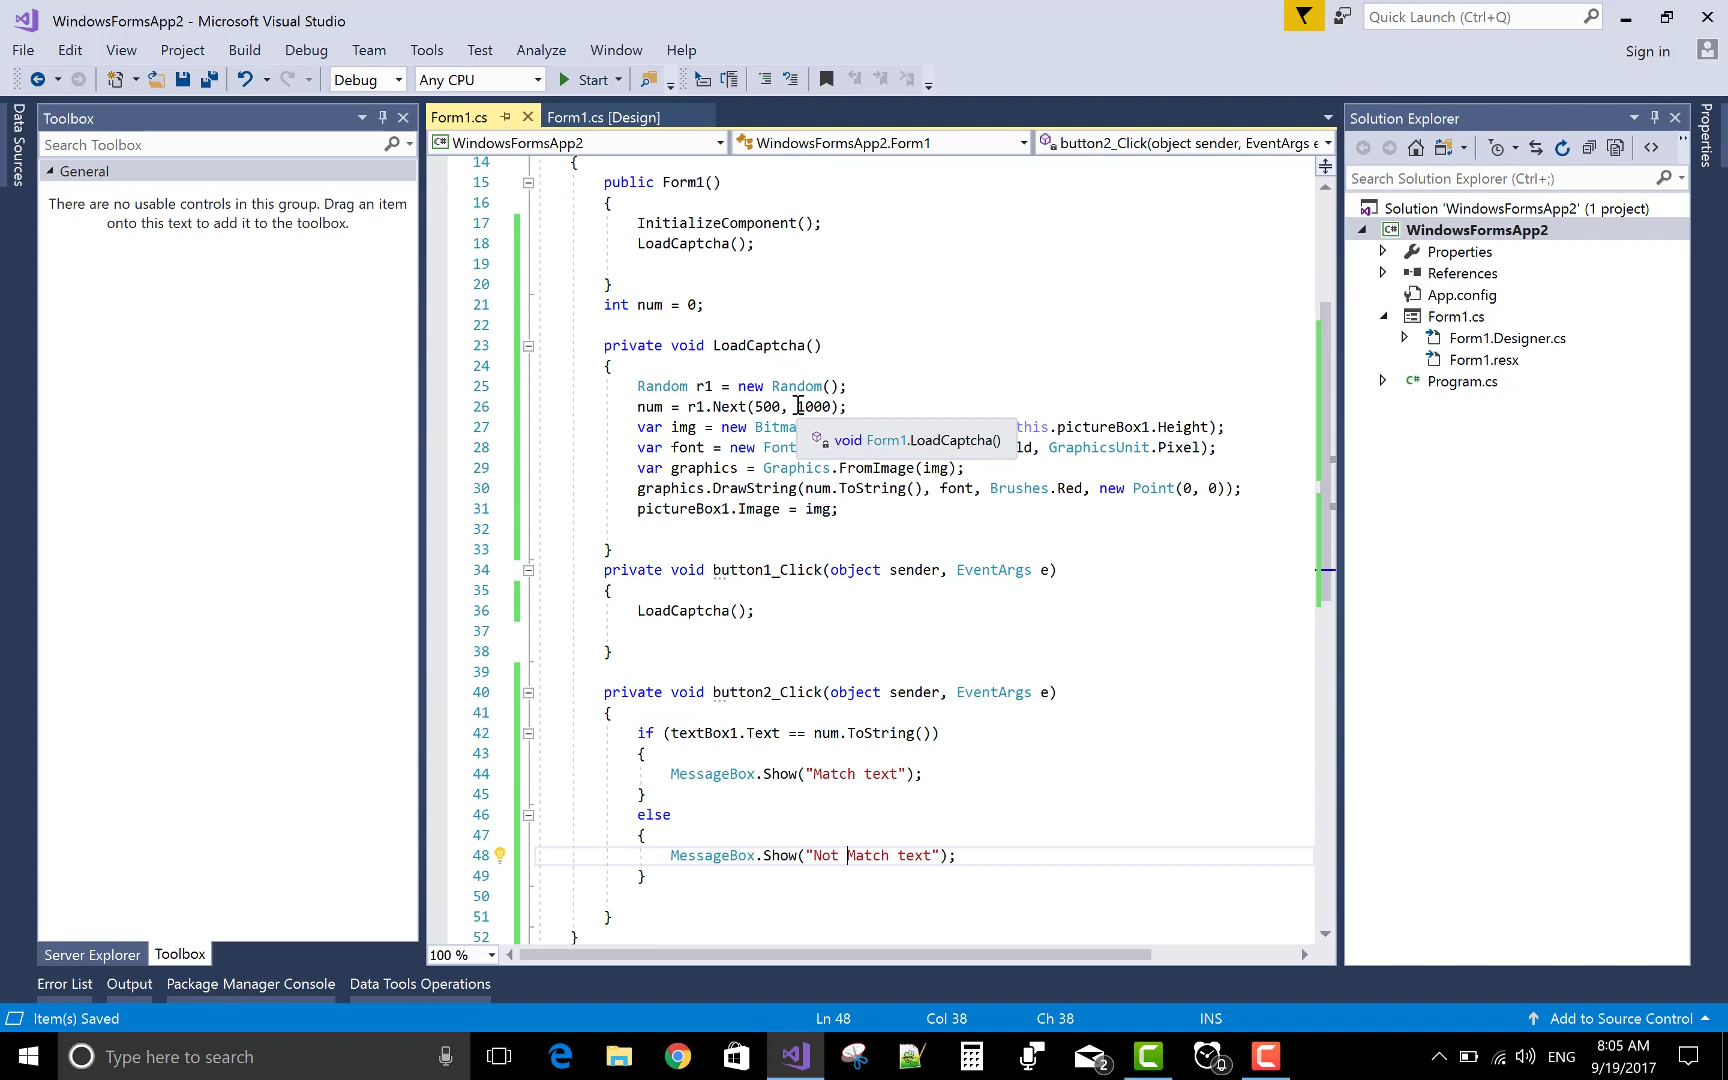 WindowsFormsApp2 - Microsoft Visual Studio
Quick Launch (Ctrl+Q)
File Edit View Project Build Debug Team Tools Test Analyze Window Help
Sign in
Debug Any CPU Start
Data Sources
Toolbox
Search Toolbox
General
There are no usable controls in this group. Drag an item
onto this text to add it to the toolbox.
Form1.cs Form1.cs [Design]
C# WindowsFormsApp2 WindowsFormsApp2.Form1 button2_Click(object sender, EventArgs e
14 {
15 public Form1()
16 {
17 InitializeComponent();
18 LoadCaptcha();
19
20 }
21 int num = 0;
22
23 private void LoadCaptcha()
24 {
25 Random r1 = new Random();
26 num = r1.Next(500, 1000);
27 var img = new Bitma this.pictureBox1.Height);
void Form1.LoadCaptcha()
28 var font = new Font ld, GraphicsUnit.Pixel);
29 var graphics = Graphics.FromImage(img);
30 graphics.DrawString(num.ToString(), font, Brushes.Red, new Point(0, 0));
31 pictureBox1.Image = img;
32
33 }
34 private void button1_Click(object sender, EventArgs e)
35 {
36 LoadCaptcha();
37
38 }
39
40 private void button2_Click(object sender, EventArgs e)
41 {
42 if (textBox1.Text == num.ToString())
43 {
44 MessageBox.Show("Match text");
45 }
46 else
47 {
48 MessageBox.Show("Not Match text");
49 }
50
51 }
52 }
100 %
Solution Explorer
Search Solution Explorer (Ctrl+;)
Solution 'WindowsFormsApp2' (1 project)
C# WindowsFormsApp2
Properties
References
App.config
Form1.cs
Form1.Designer.cs
Form1.resx
C# Program.cs
Properties
Server Explorer Toolbox
Error List Output Package Manager Console Data Tools Operations
Item(s) Saved Ln 48 Col 38 Ch 38 INS Add to Source Control
Type here to search
2
0
ENG
8:05 AM
9/19/2017